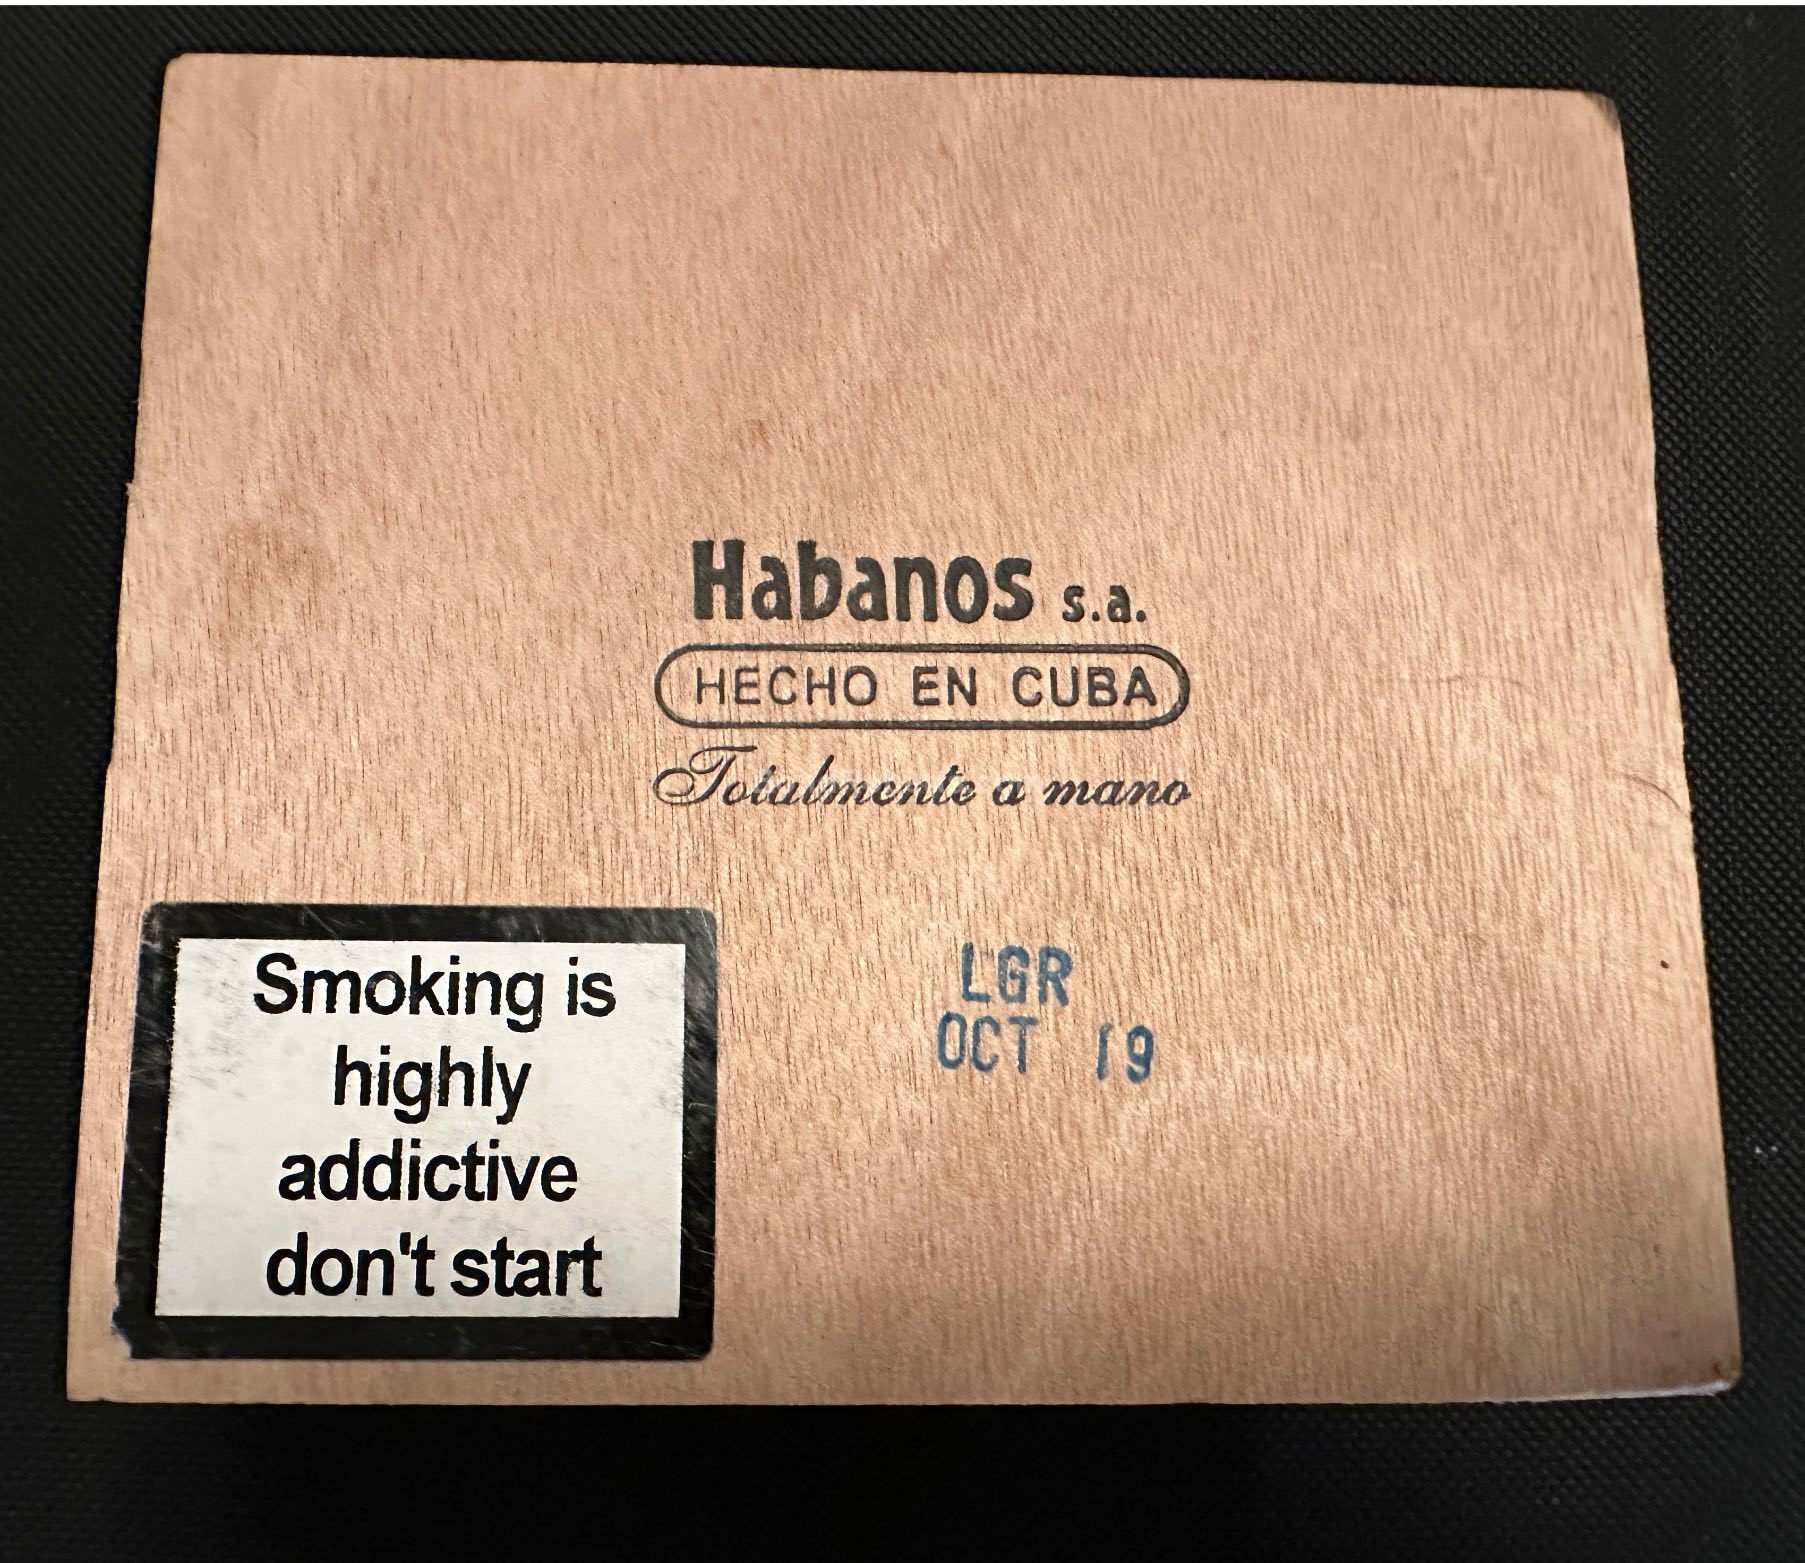 Habanos s.a.
HECHO EN CUBA
Totalmente a mano
LGR
OCT 19
Smoking is
highly
addictive
don't start